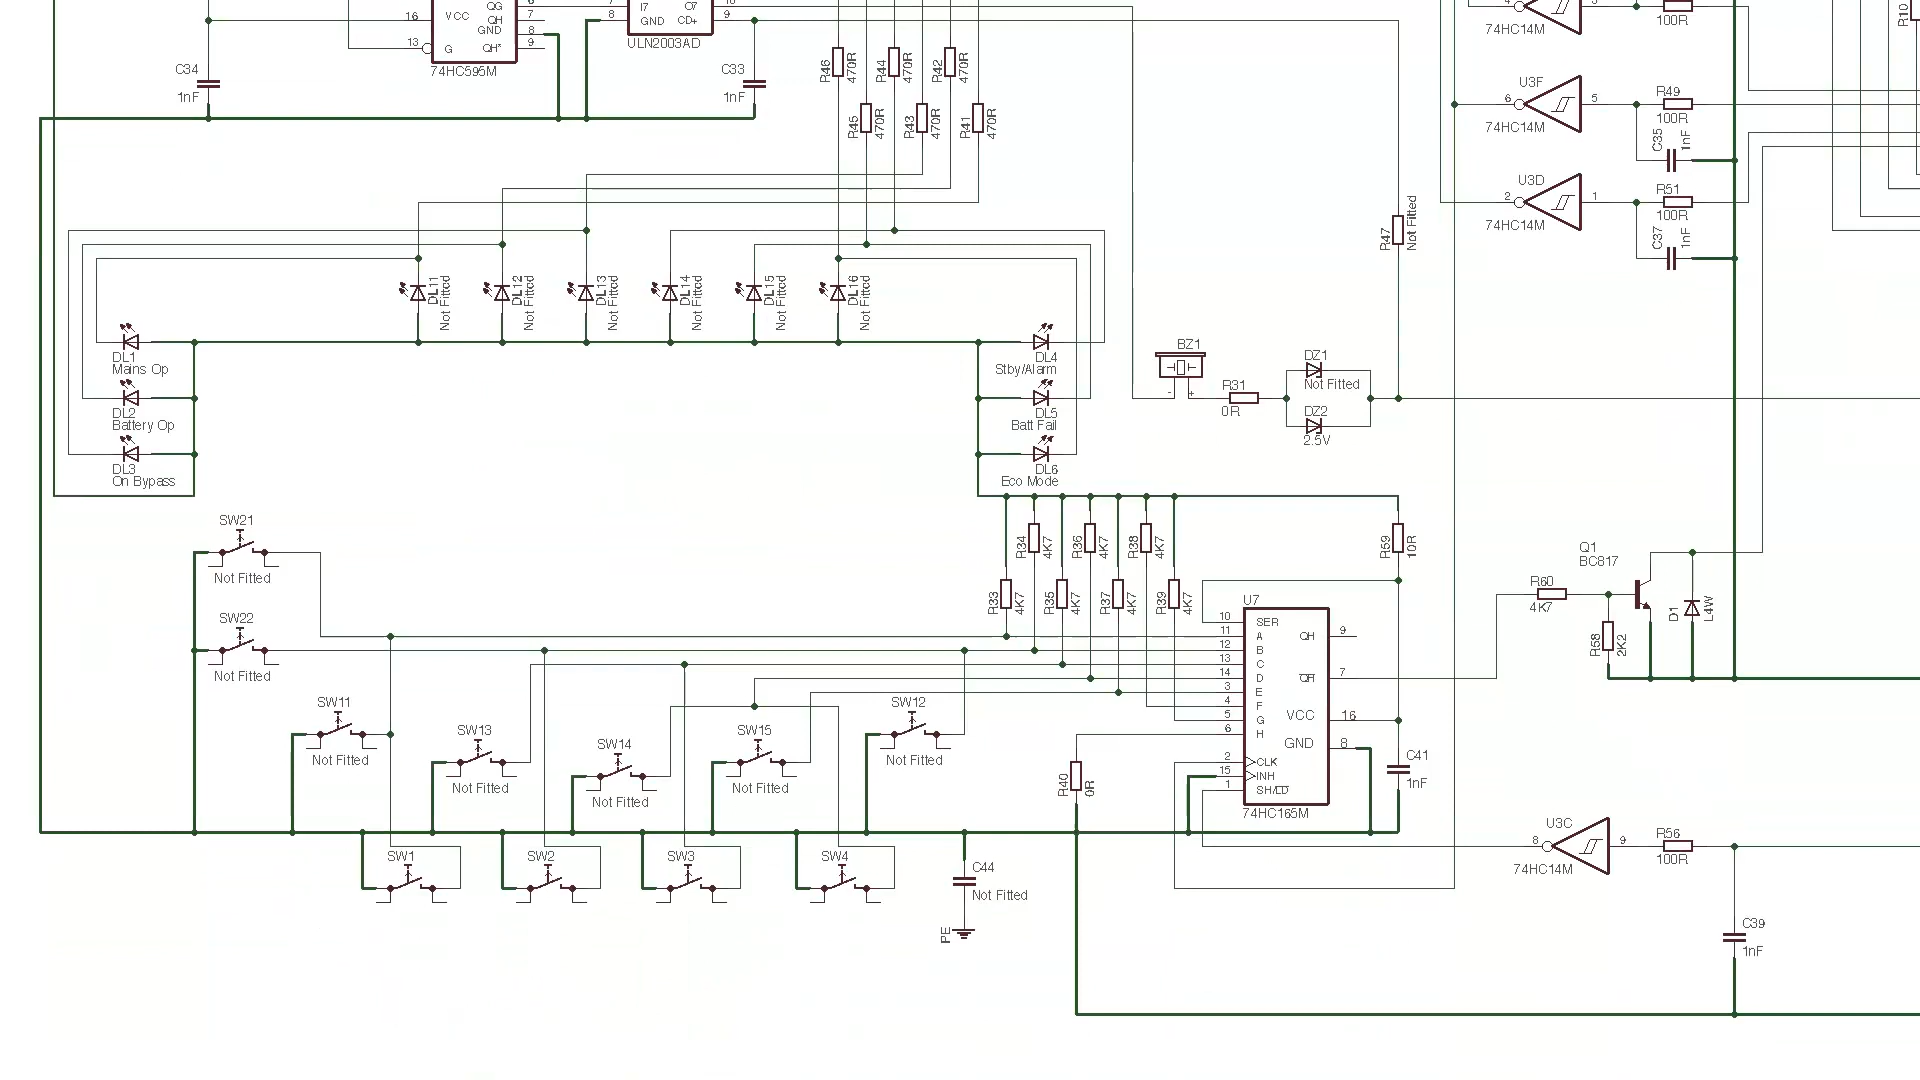 16 VCC QG
QH 7
GND 8
13 G QH* 9
74HC595M
I7 O7
8 GND CD+ 9
ULN2003AD
C34
1nF
C33
1nF
R46 470R
R44 470R
R42 470R
R45 470R
R43 470R
R41 470R
4 3
74HC14M
100R
R10
U3F
6 5
74HC14M
R49
100R
C35 1nF
U3D
2 1
74HC14M
R51
100R
C37 1nF
R47 Not Fitted
DL11 Not Fitted
DL12 Not Fitted
DL13 Not Fitted
DL14 Not Fitted
DL15 Not Fitted
DL16 Not Fitted
DL1
Mains Op
DL2
Battery Op
DL3
On Bypass
DL4
Stby/Alarm
DL5
Batt Fail
DL6
Eco Mode
BZ1
- +
R31
0R
DZ1
Not Fitted
DZ2
2.5V
SW21
Not Fitted
SW22
Not Fitted
R34 4K7
R36 4K7
R38 4K7
R59 10R
R33 4K7
R35 4K7
R37 4K7
R39 4K7
U7
10 SER
11 A QH 9
12 B
13 C
14 D QH 7
3 E
4 F
5 G VCC 16
6 H
GND 8
2 CLK
15 INH
1 SH/LD
74HC165M
Q1
BC817
R60
4K7
R58 2K2
D1 L4W
SW11
Not Fitted
SW13
Not Fitted
SW14
Not Fitted
SW15
Not Fitted
SW12
Not Fitted
R40 0R
C41
1nF
SW1
SW2
SW3
SW4
C44
Not Fitted
PE
U3C
8 9
74HC14M
R56
100R
C39
1nF